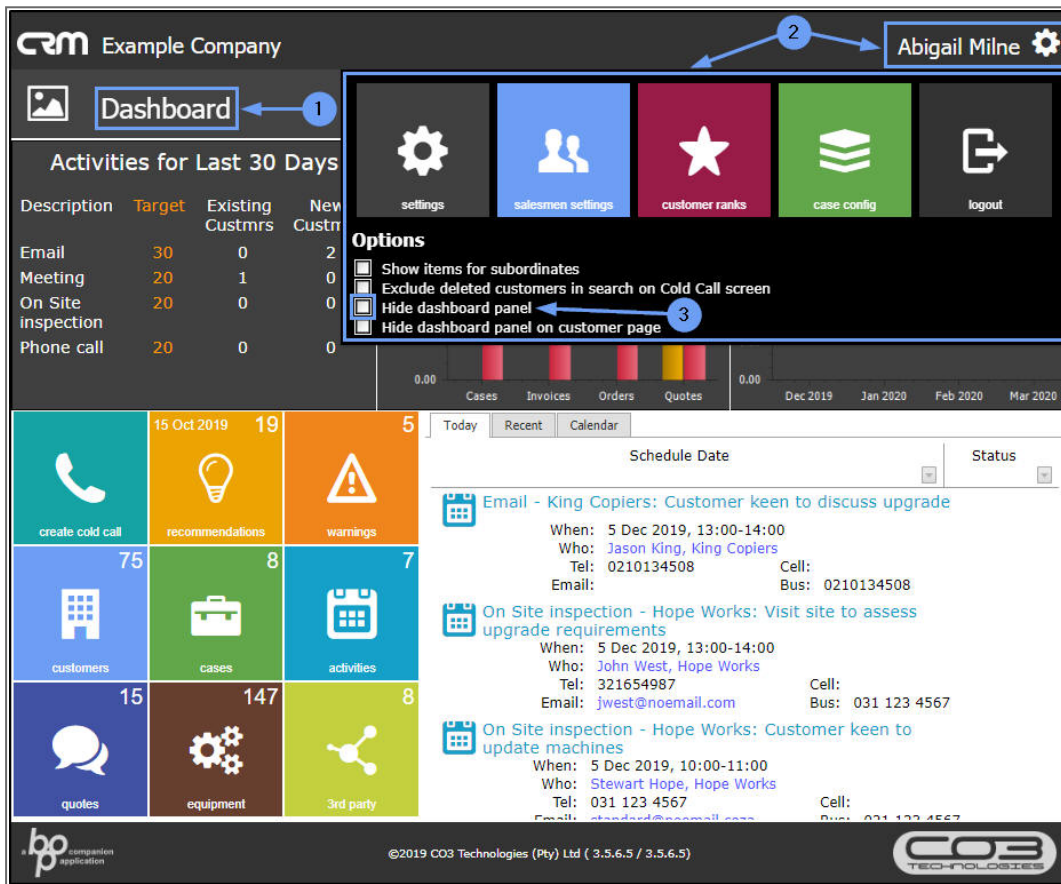 CRM Example Company
2
Abigail Milne
Dashboard
1
settings
salesmen settings
customer ranks
case config
logout
Options
Show items for subordinates
Exclude deleted customers in search on Cold Call screen
Hide dashboard panel
3
Hide dashboard panel on customer page
Activities for Last 30 Days
Description Target Existing Custmrs New Custm
Email 30 0 2
Meeting 20 1 0
On Site inspection 20 0 0
Phone call 20 0 0
0.00
Cases Invoices Orders Quotes
0.00
Dec 2019 Jan 2020 Feb 2020 Mar 2020
create cold call
15 Oct 2019 19
recommendations
5
warnings
75
customers
8
cases
7
activities
15
quotes
147
equipment
8
3rd party
Today Recent Calendar
Schedule Date Status
Email - King Copiers: Customer keen to discuss upgrade
When: 5 Dec 2019, 13:00-14:00
Who: Jason King, King Copiers
Tel: 0210134508 Cell:
Email: Bus: 0210134508
On Site inspection - Hope Works: Visit site to assess
upgrade requirements
When: 5 Dec 2019, 13:00-14:00
Who: John West, Hope Works
Tel: 321654987 Cell:
Email: jwest@noemail.com Bus: 031 123 4567
On Site inspection - Hope Works: Customer keen to
update machines
When: 5 Dec 2019, 10:00-11:00
Who: Stewart Hope, Hope Works
Tel: 031 123 4567 Cell:
Email: standard@noemail.coza Bus: 031 123 4567
a bpo companion
application
©2019 CO3 Technologies (Pty) Ltd ( 3.5.6.5 / 3.5.6.5)
CO3
TECHNOLOGIES